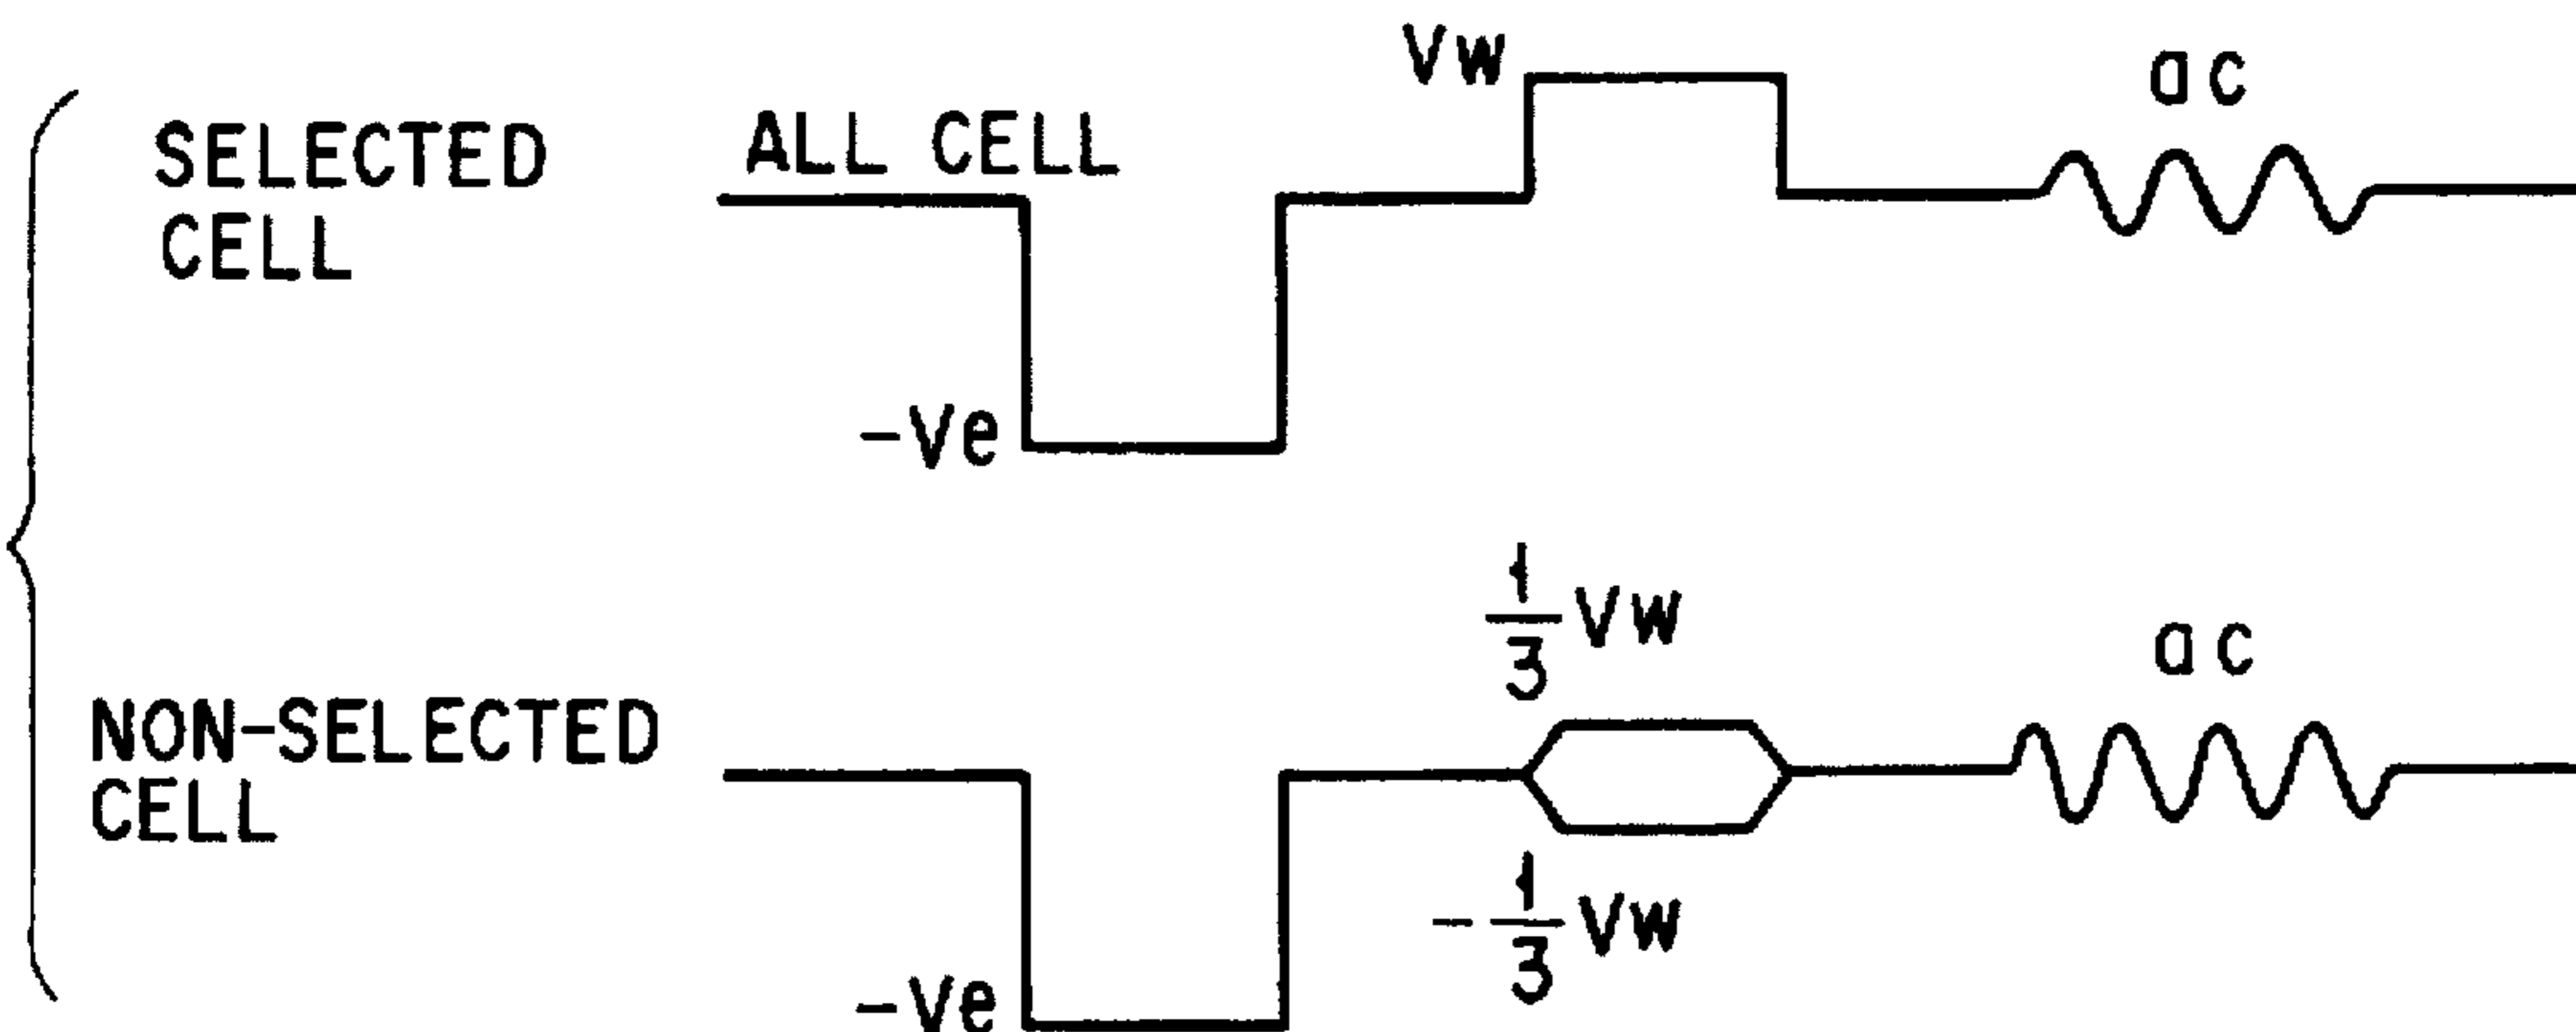 SELECTED
CELL
ALL CELL
Vw
ac
-Ve
NON-SELECTED
CELL
1/3 Vw
ac
-1/3 Vw
-Ve